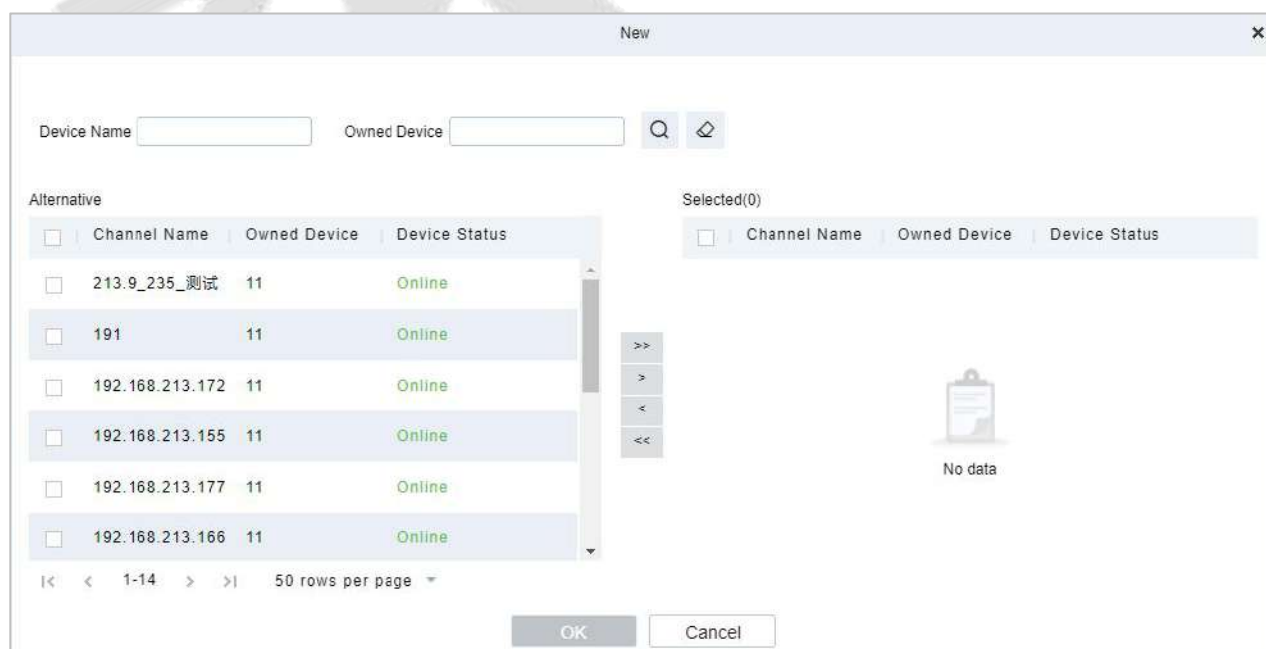 New
Device Name Owned Device
Alternative
Channel Name Owned Device Device Status
213.9_235_测试 11 Online
191 11 Online
192.168.213.172 11 Online
192.168.213.155 11 Online
192.168.213.177 11 Online
192.168.213.166 11 Online
1-14 50 rows per page
>>
>
<
<<
Selected(0)
Channel Name Owned Device Device Status
No data
OK Cancel